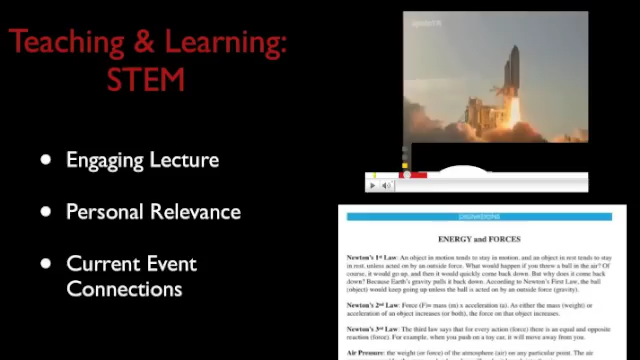 Teaching & Learning:
STEM
Engaging Lecture
Personal Relevance
Current Event
Connections
ENERGY and FORCES
Newton's 1st Law: An object in motion tends to stay in motion, and an object in rest tends to stay
in rest, unless acted on by an outside force. What would happen if you threw a ball in the air? Of
course, it would go up, and then it would quickly come back down. But why does it come back
down? Because Earth's gravity pulls it back down. According to Newton's First Law, the ball
(object) would keep going up unless the ball is acted on by an outside force (gravity).
Newton's 2nd Law: Force (F)= mass (m) x acceleration (a). As either the mass (weight) or
acceleration of an object increases (or both), the force on that object increases.
Newton's 3rd Law: The third law says that for every action (force) there is an equal and opposite
reaction (force). For example, when you push on a toy car, it will move away from you.
Air Pressure: the weight (or force) of the atmosphere (air) on any particular point. The air